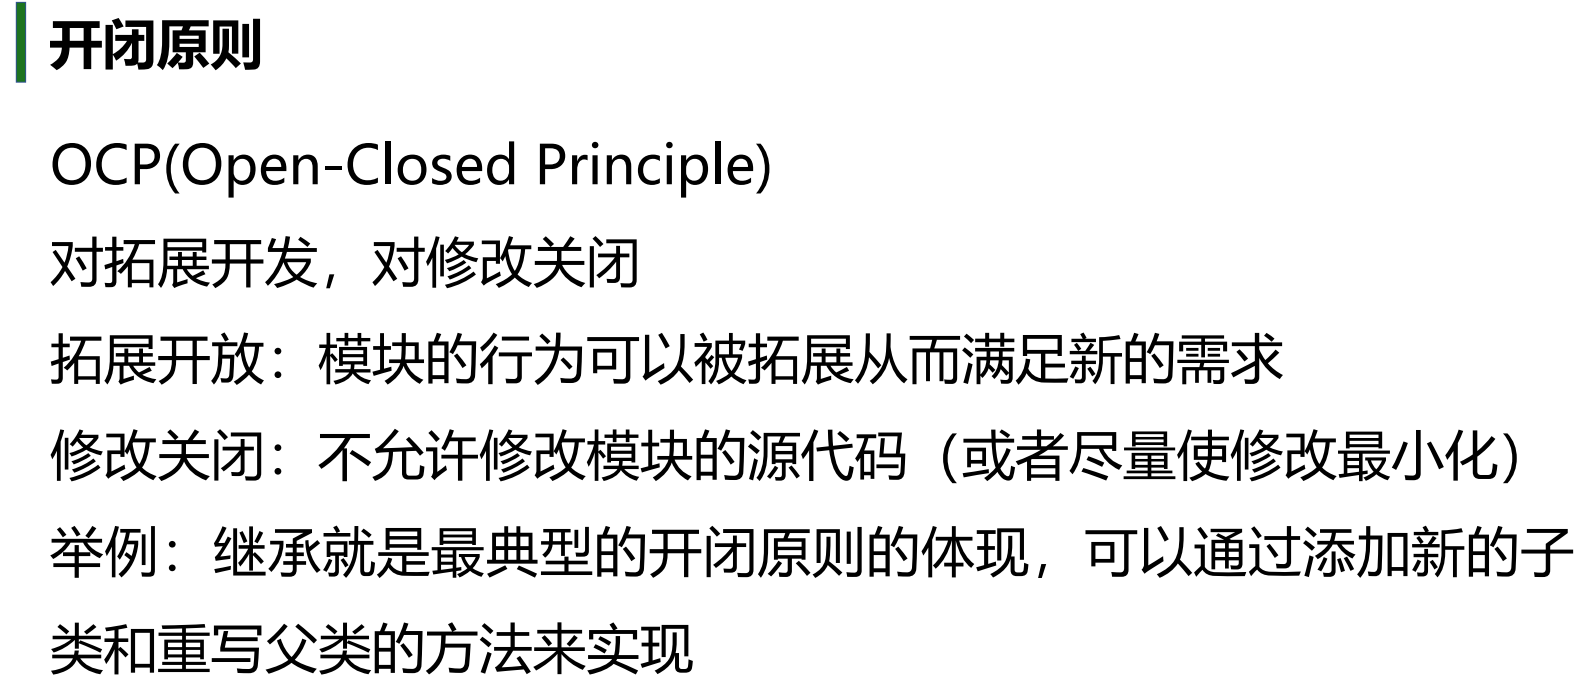 开闭原则
OCP(Open-Closed Principle)
对拓展开发，对修改关闭
拓展开放：模块的行为可以被拓展从而满足新的需求
修改关闭：不允许修改模块的源代码（或者尽量使修改最小化）
举例：继承就是最典型的开闭原则的体现，可以通过添加新的子
类和重写父类的方法来实现